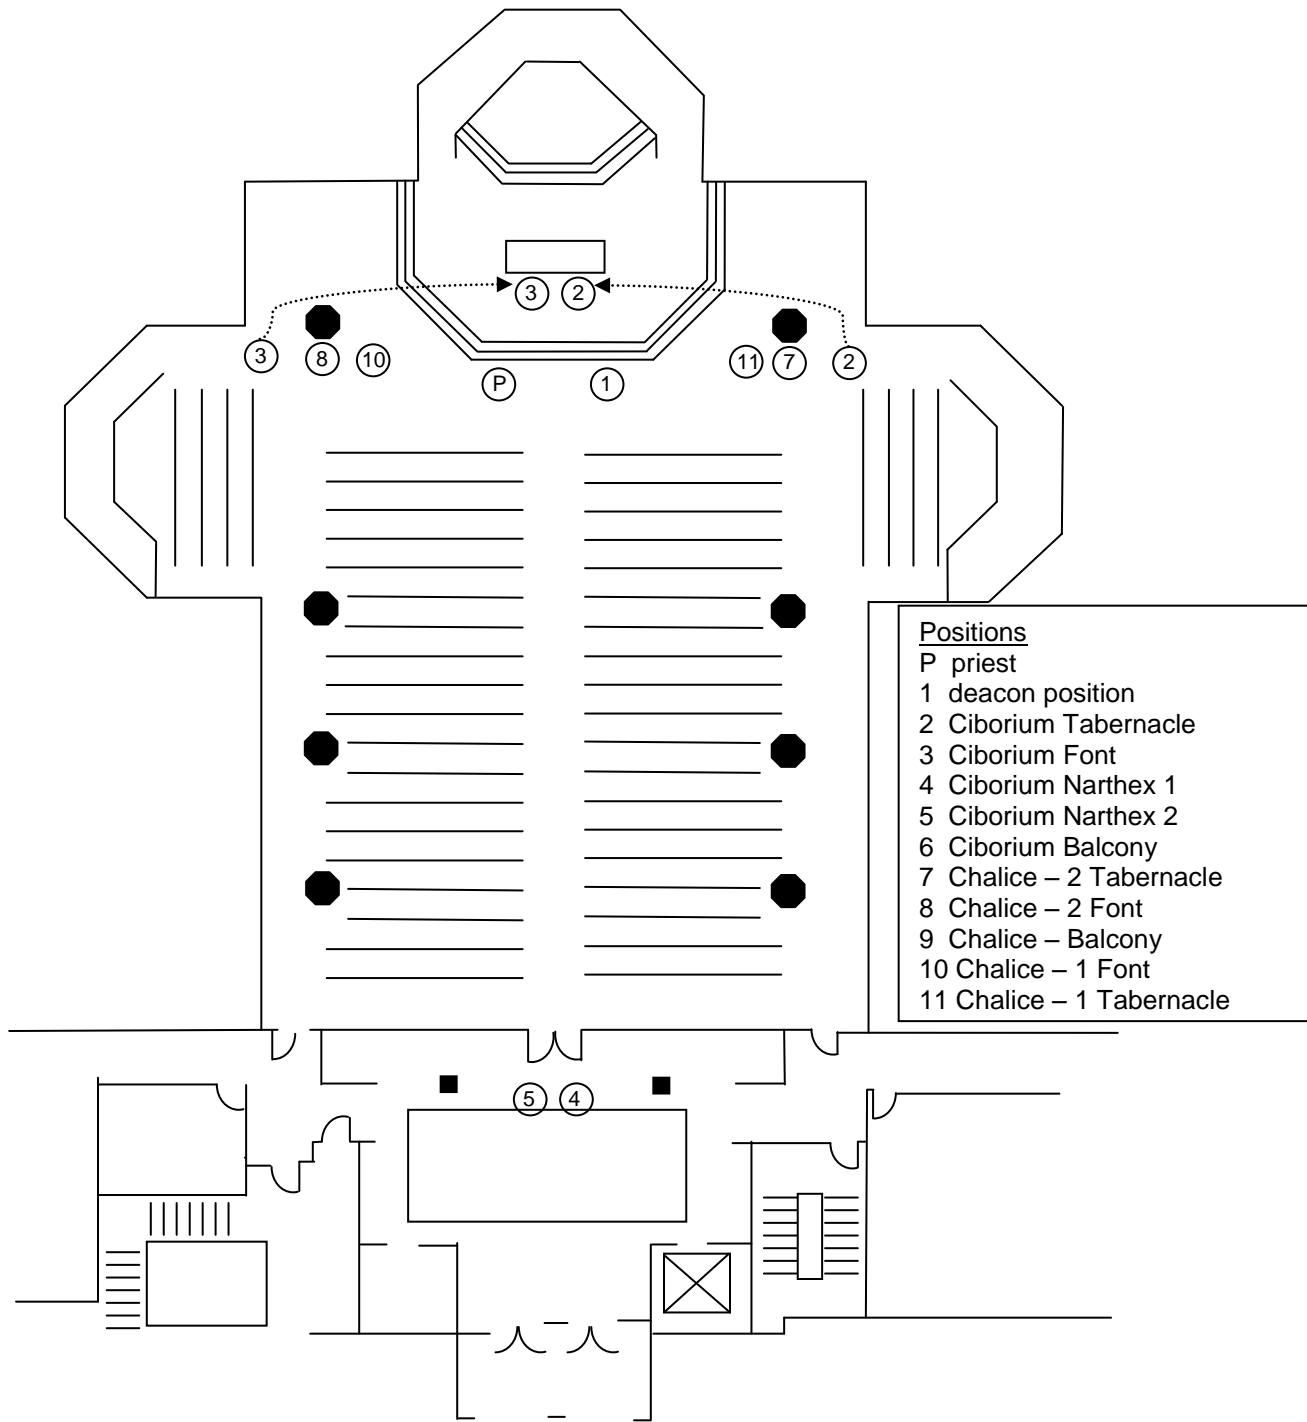 3 2
3 8 10 11 7 2
P 1
Positions
P priest
1 deacon position
2 Ciborium Tabernacle
3 Ciborium Font
4 Ciborium Narthex 1
5 Ciborium Narthex 2
6 Ciborium Balcony
7 Chalice – 2 Tabernacle
8 Chalice – 2 Font
9 Chalice – Balcony
10 Chalice – 1 Font
11 Chalice – 1 Tabernacle
5 4